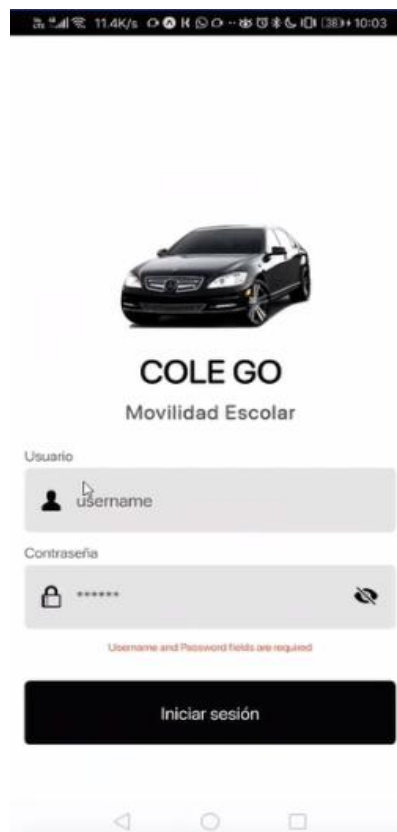 11.4K/s 38 10:03
COLE GO
Movilidad Escolar
Usuario
username
Contraseña
******
Username and Password fields are required
Iniciar sesión